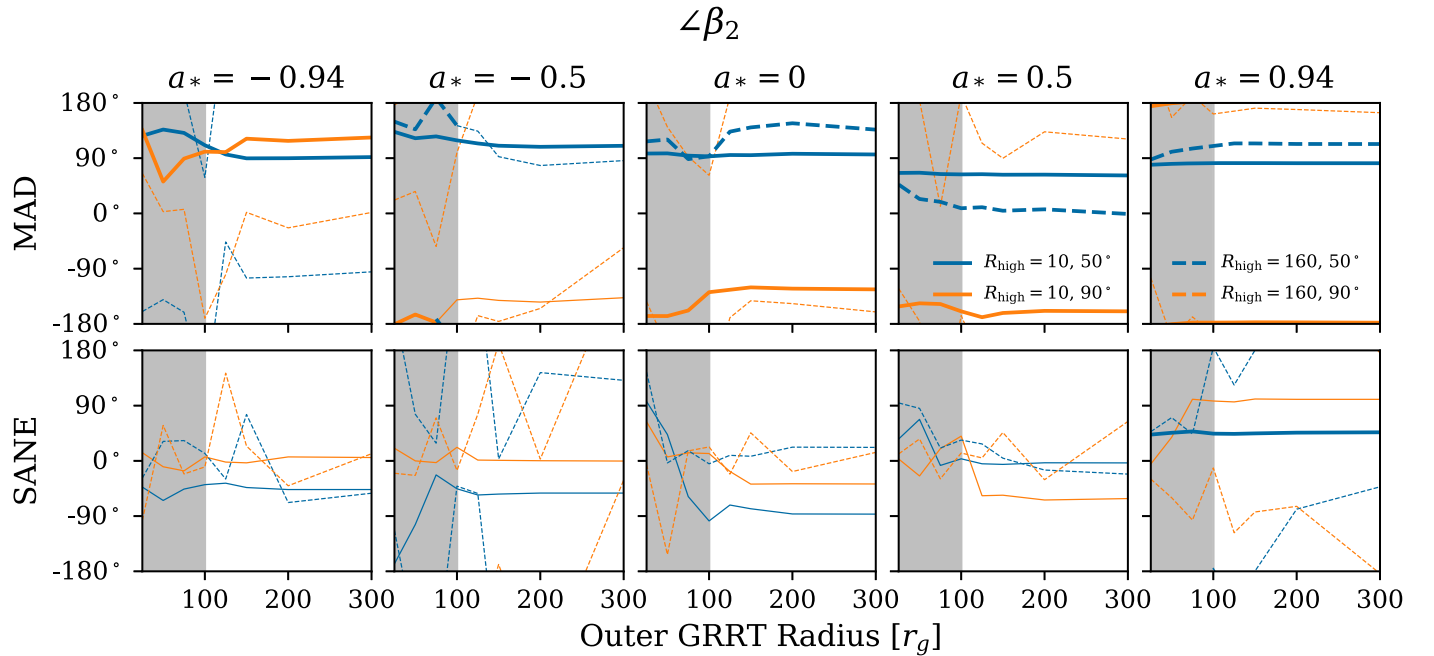 ∠β₂
a∗ = −0.94 a∗ = −0.5 a∗ = 0 a∗ = 0.5 a∗ = 0.94
MAD
180°
90°
0°
-90°
-180°
R_high = 10, 50°
R_high = 10, 90°
R_high = 160, 50°
R_high = 160, 90°
SANE
180°
90°
0°
-90°
-180°
100 200 300 100 200 300 100 200 300 100 200 300 100 200 300
Outer GRRT Radius [r_g]